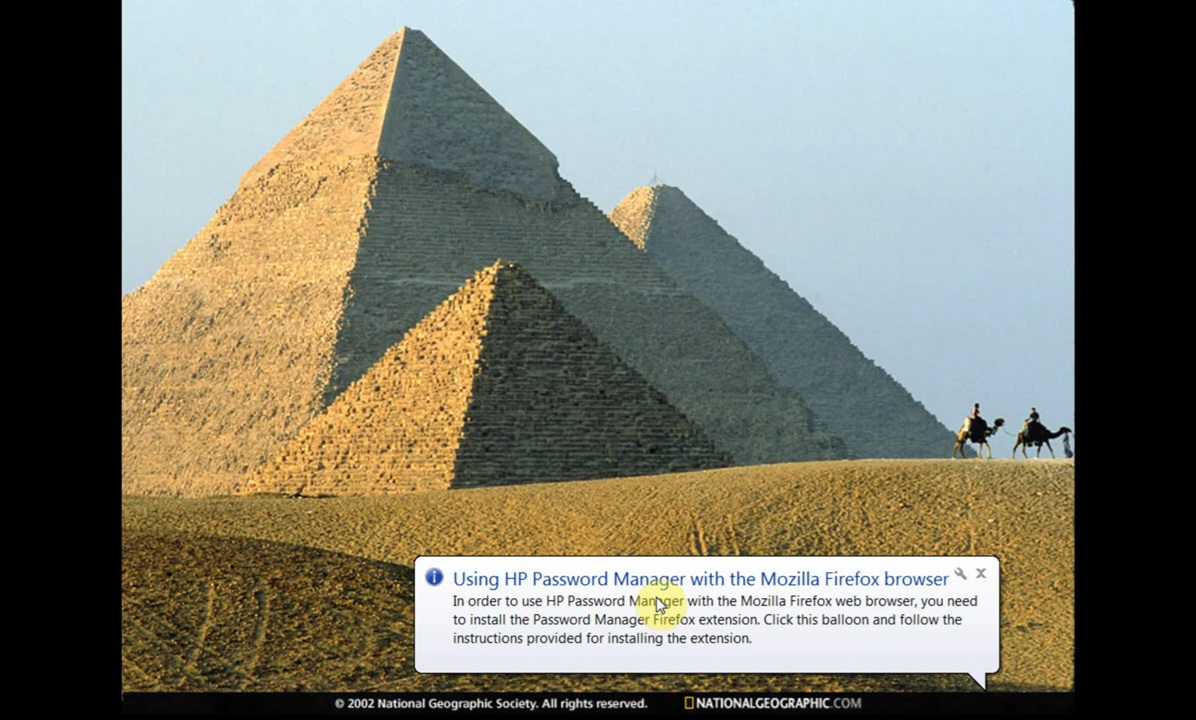 Using HP Password Manager with the Mozilla Firefox browser
In order to use HP Password Manager with the Mozilla Firefox web browser, you need
to install the Password Manager Firefox extension. Click this balloon and follow the
instructions provided for installing the extension.
© 2002 National Geographic Society. All rights reserved. NATIONALGEOGRAPHIC.COM